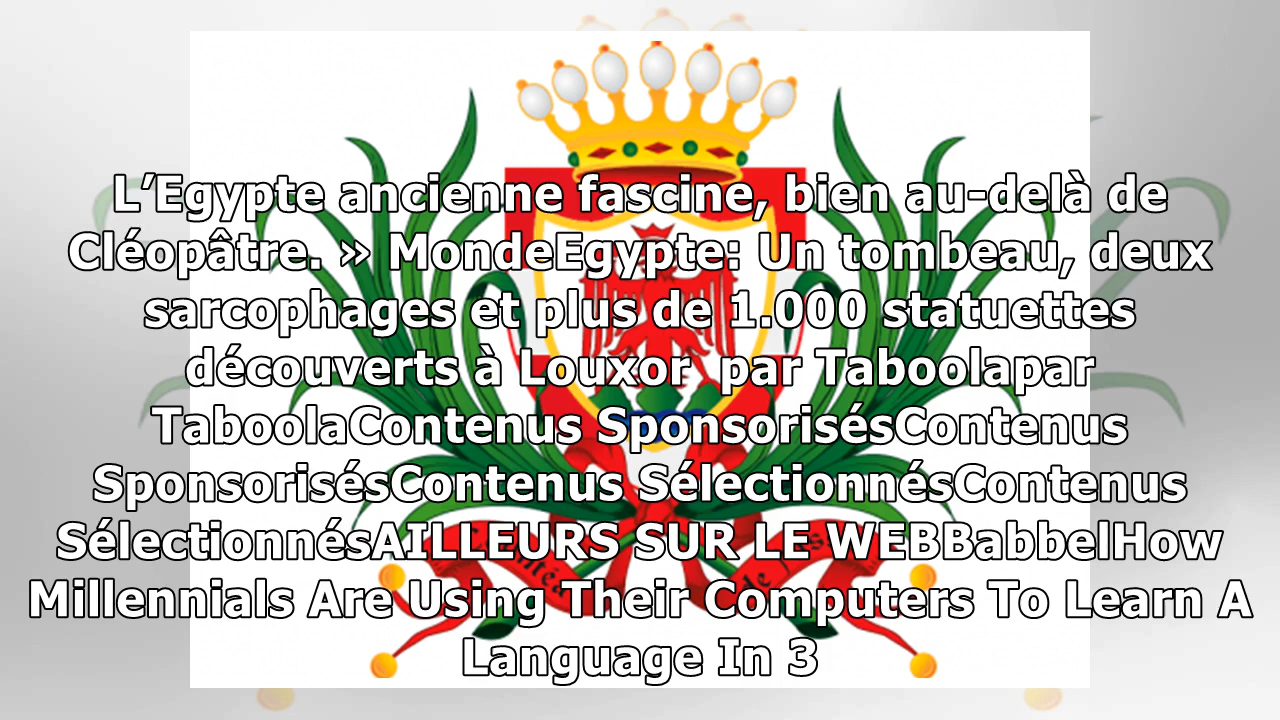 L’Egypte ancienne fascine, bien au-delà de
Cléopâtre. » MondeEgypte: Un tombeau, deux
sarcophages et plus de 1.000 statuettes
découverts à Louxor  par Taboolapar
TaboolaContenus SponsorisésContenus
SponsorisésContenus SélectionnésContenus
SélectionnésAILLEURS SUR LE WEBBabbelHow
Millennials Are Using Their Computers To Learn A
Language In 3